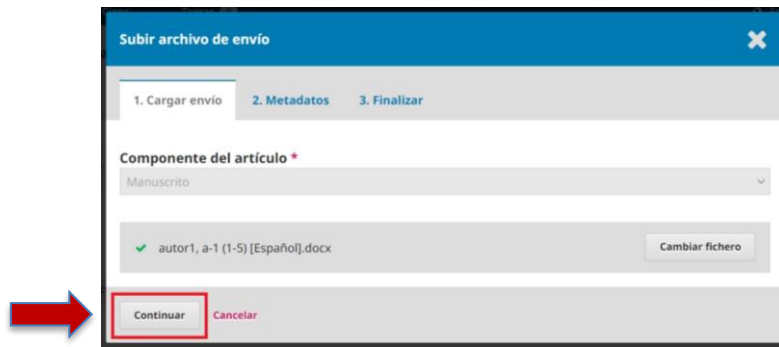 Subir archivo de envío
1. Cargar envío 2. Metadatos 3. Finalizar
Componente del artículo *
Manuscrito
autor1, a-1 (1-5) [Español].docx Cambiar fichero
Continuar Cancelar